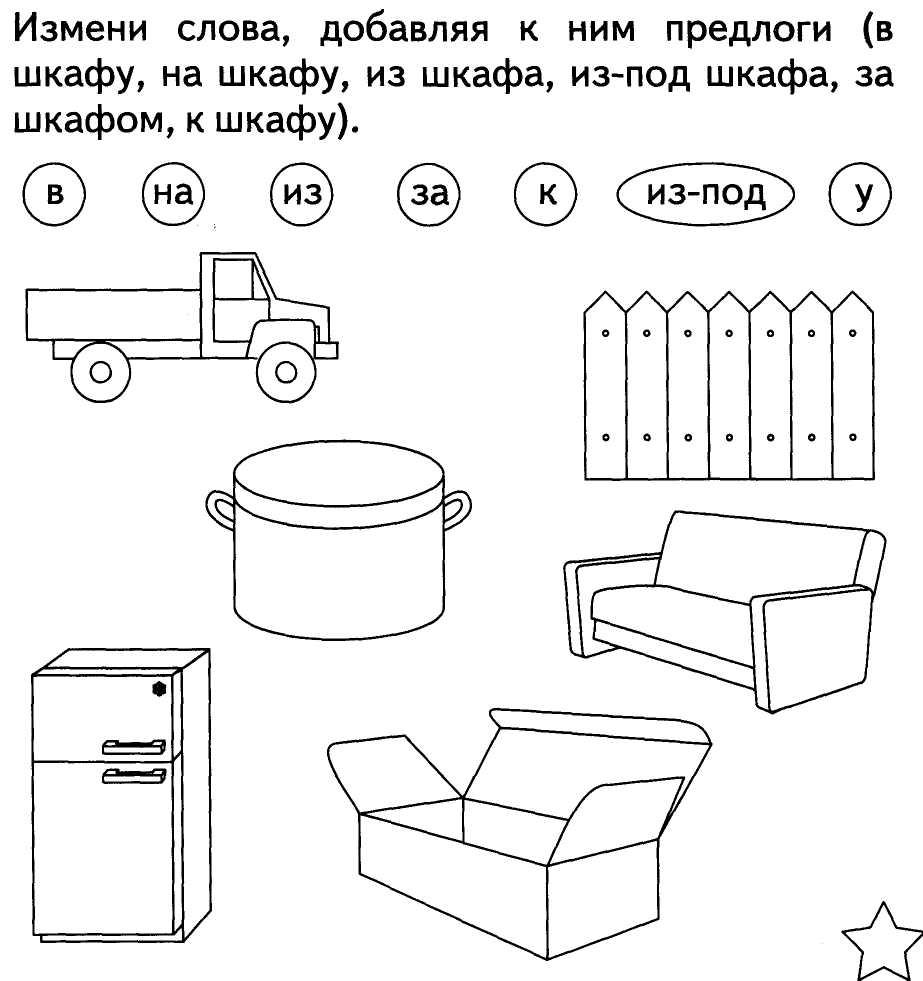 Измени слова, добавляя к ним предлоги (в
шкафу, на шкафу, из шкафа, из-под шкафа, за
шкафом, к шкафу).
в на из за к из-под у